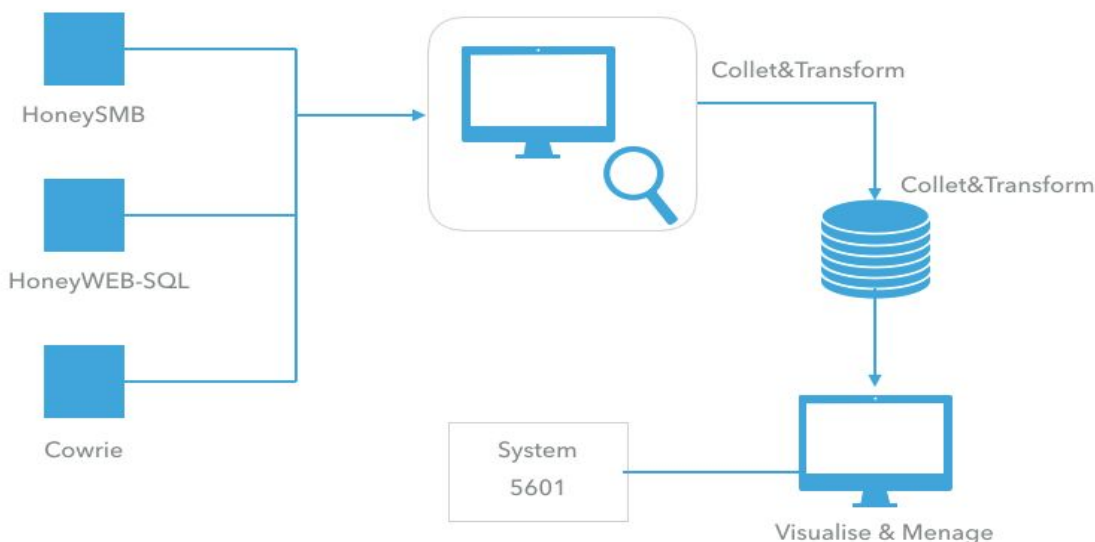 HoneySMB
HoneyWEB-SQL
Cowrie
Collet&Transform
Collet&Transform
System
5601
Visualise & Menage